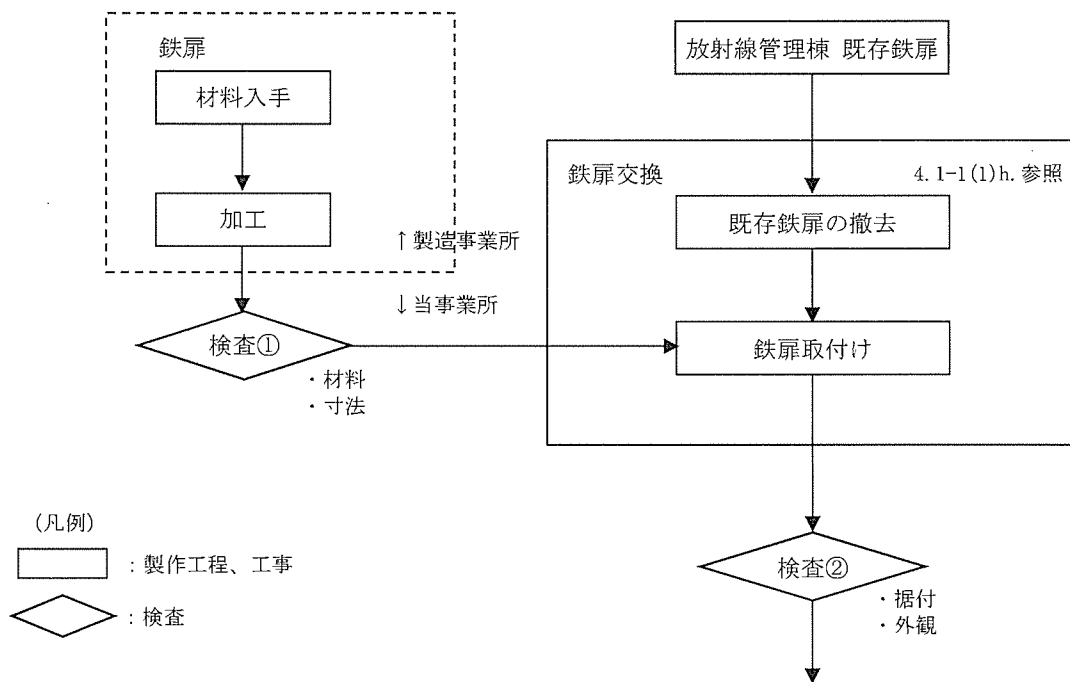 鉄扉
材料入手
加工
↑製造事業所
↓当事業所
検査①
・材料
・寸法
放射線管理棟 既存鉄扉
鉄扉交換
4.1-1(1)h.参照
既存鉄扉の撤去
鉄扉取付け
検査②
・据付
・外観
(凡例)
：製作工程、工事
：検査